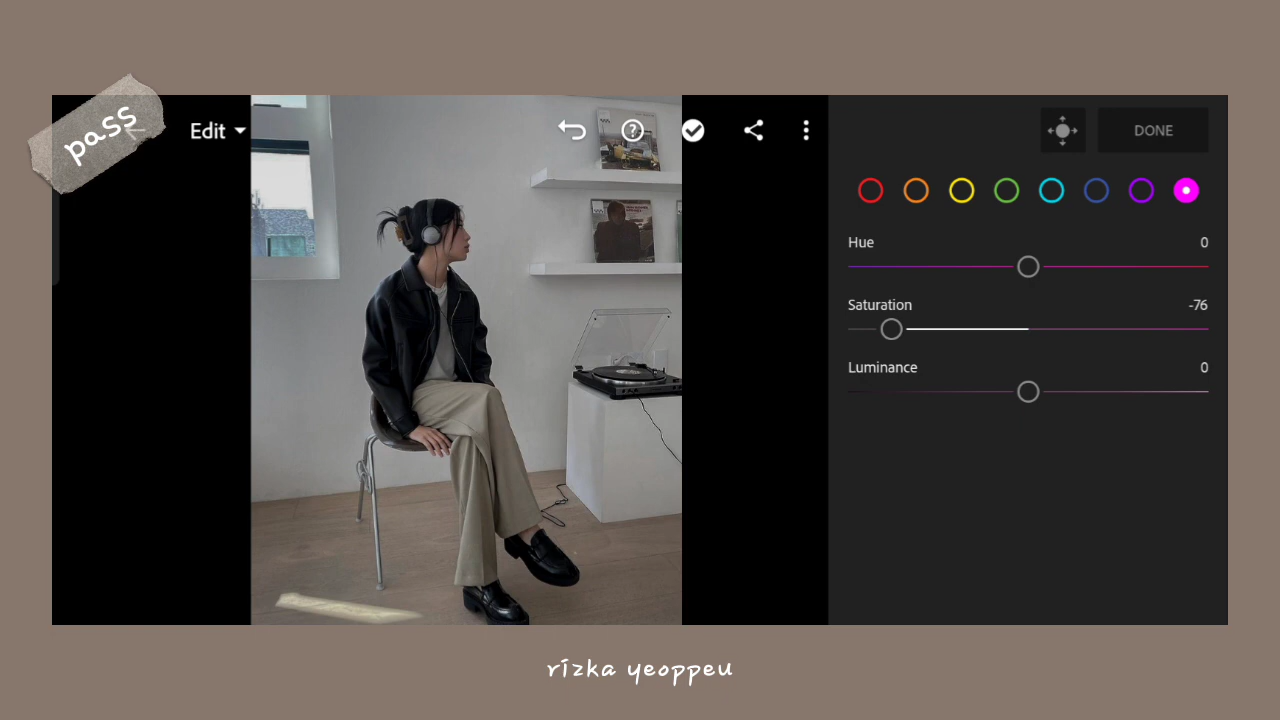 pass
Edit
DONE
Hue 0
Saturation -76
Luminance 0
rizka yeoppeu